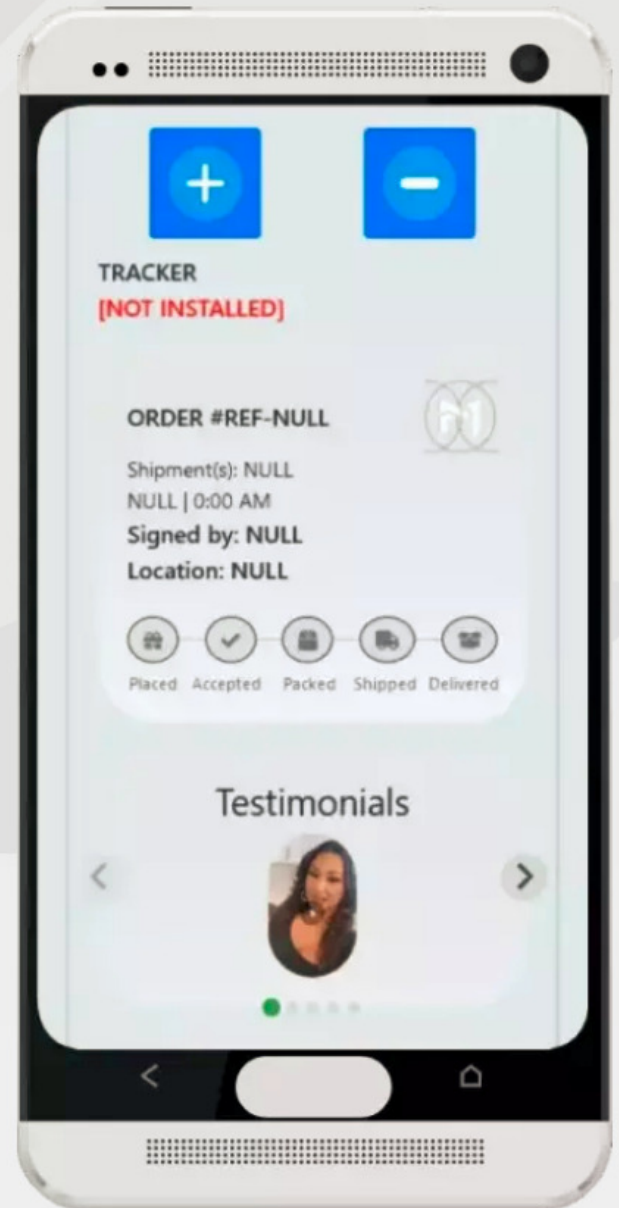 TRACKER
[NOT INSTALLED]
ORDER #REF-NULL
Shipment(s): NULL
NULL | 0:00 AM
Signed by: NULL
Location: NULL
Placed Accepted Packed Shipped Delivered
Testimonials